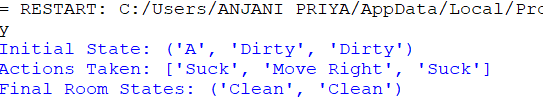 = RESTART: C:/Users/ANJANI PRIYA/AppData/Local/Pro
y
Initial State: ('A', 'Dirty', 'Dirty')
Actions Taken: ['Suck', 'Move Right', 'Suck']
Final Room States: ('Clean', 'Clean')